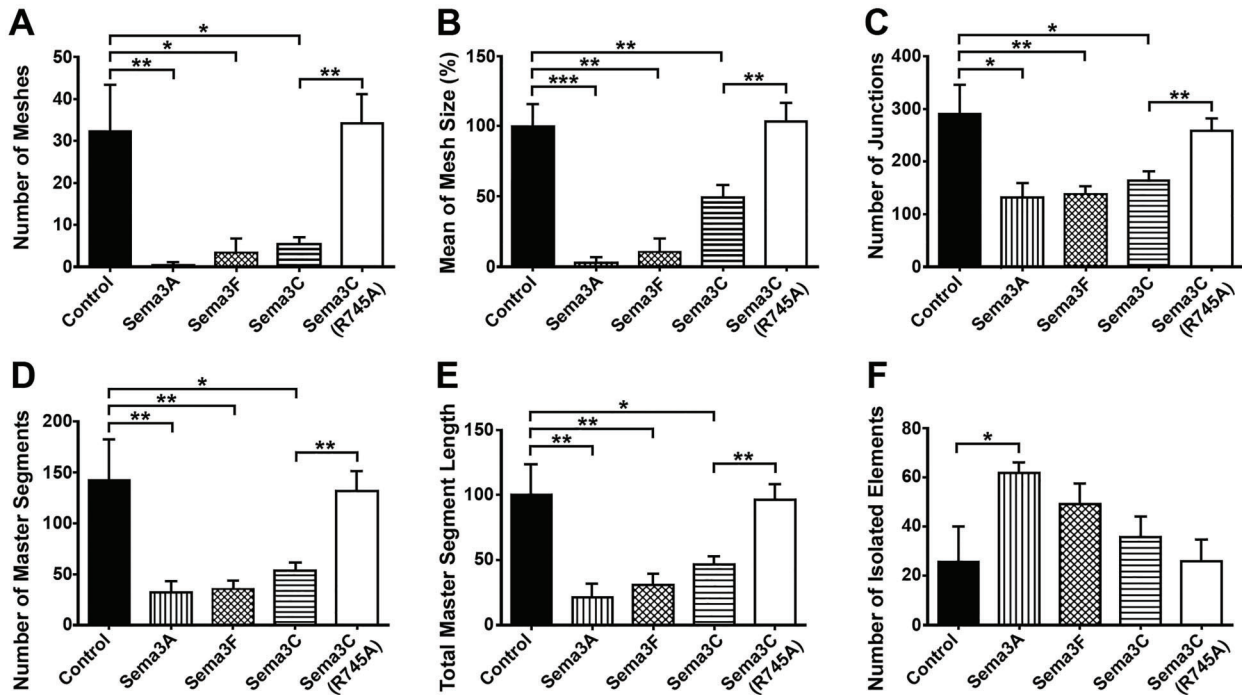 A
Number of Meshes
50
40
30
20
10
0
*
*
**
**
Control
Sema3A
Sema3F
Sema3C
Sema3C
(R745A)
B
Mean of Mesh Size (%)
150
100
50
0
**
**
***
**
Control
Sema3A
Sema3F
Sema3C
Sema3C
(R745A)
C
Number of Junctions
400
300
200
100
0
*
**
*
**
Control
Sema3A
Sema3F
Sema3C
Sema3C
(R745A)
D
Number of Master Segments
200
150
100
50
0
*
**
**
**
Control
Sema3A
Sema3F
Sema3C
Sema3C
(R745A)
E
Total Master Segment Length
150
100
50
0
*
**
**
**
Control
Sema3A
Sema3F
Sema3C
Sema3C
(R745A)
F
Number of Isolated Elements
80
60
40
20
0
*
Control
Sema3A
Sema3F
Sema3C
Sema3C
(R745A)